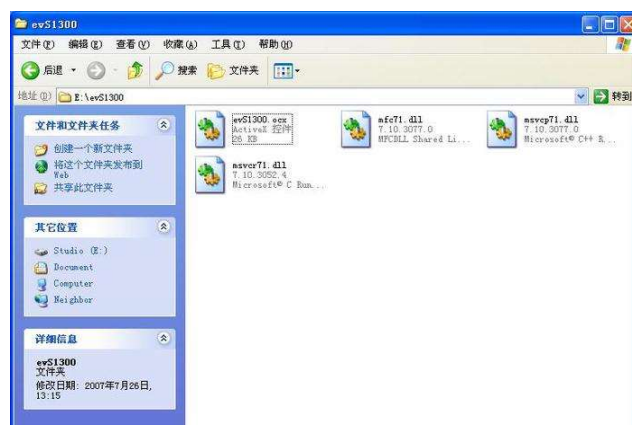 evS1300
文件(F) 编辑(E) 查看(V) 收藏(A) 工具(T) 帮助(H)
后退 搜索 文件夹
地址(D) E:\evS1300 转到
文件和文件夹任务
创建一个新文件夹
将这个文件夹发布到
Web
共享此文件夹
其它位置
Studio (E:)
Document
Computer
Neighbor
详细信息
evS1300
文件夹
修改日期: 2007年7月26日,
13:15
evS1300.ocx
ActiveX 控件
26 KB
mfc71.dll
7.10.3077.0
MFCDLL Shared Li...
msvcp71.dll
7.10.3077.0
Microsoft® C++ R...
msvcr71.dll
7.10.3052.4
Microsoft® C Run...